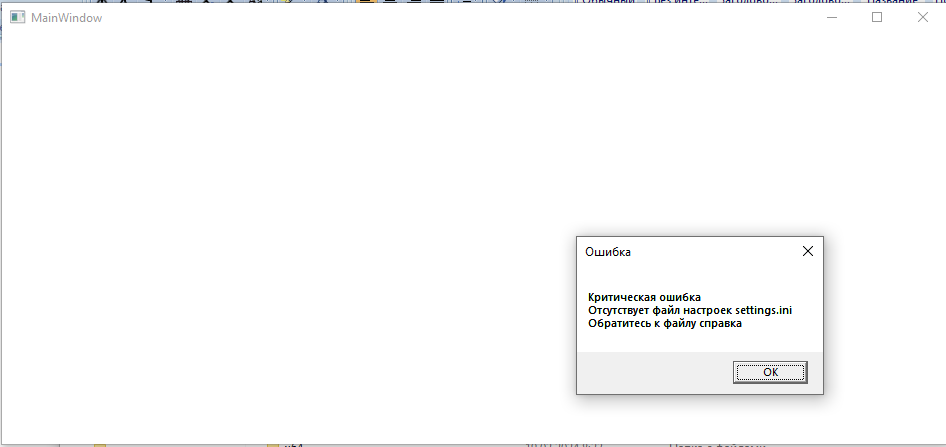 MainWindow
Ошибка
Критическая ошибка
Отсутствует файл настроек settings.ini
Обратитесь к файлу справка
OK